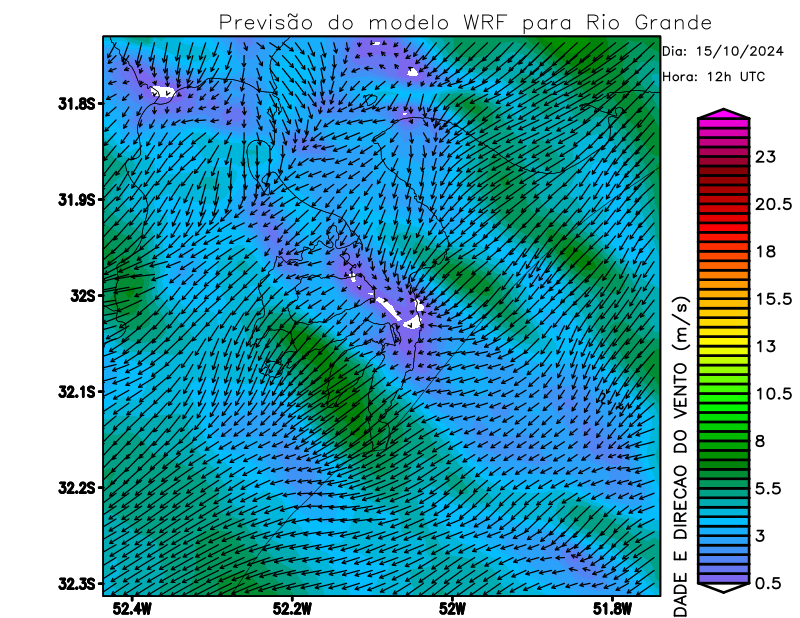 Previsão do modelo WRF para Rio Grande
Dia: 15/10/2024
Hora: 12h UTC
31.8S
31.9S
32S
32.1S
32.2S
32.3S
52.4W
52.2W
52W
51.8W
DADE E DIRECAO DO VENTO (m/s)
23
20.5
18
15.5
13
10.5
8
5.5
3
0.5